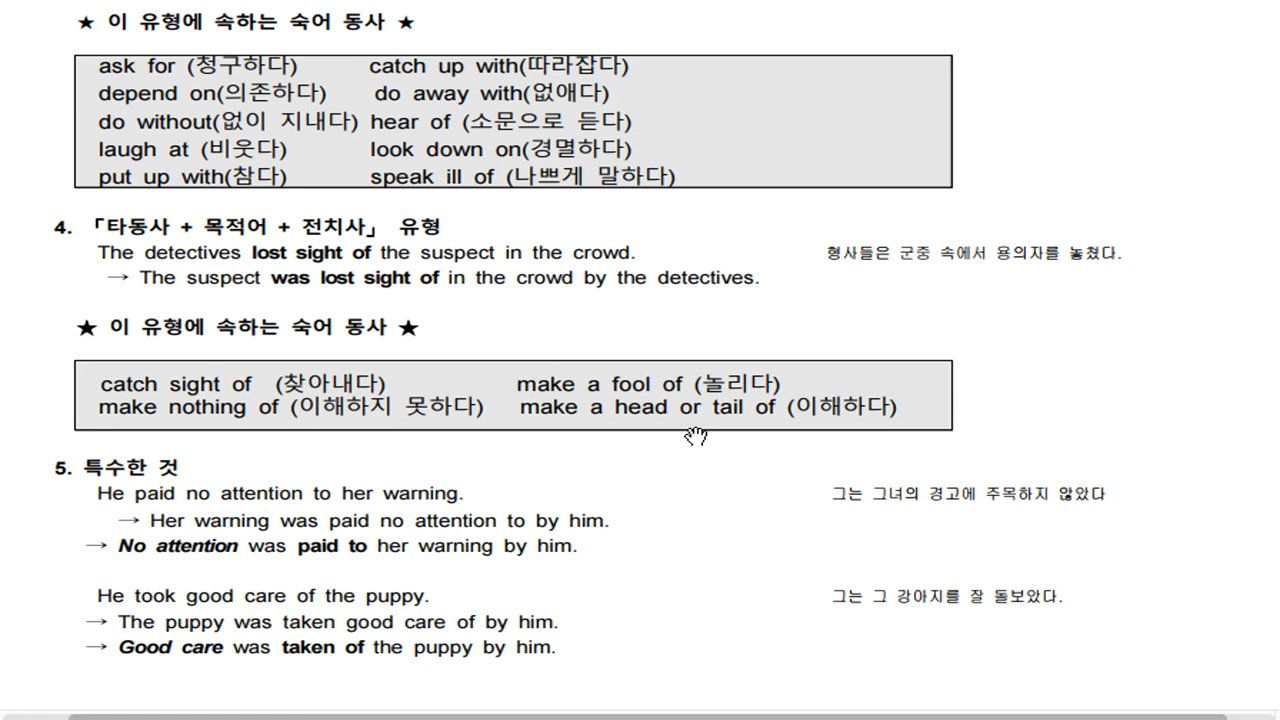 ★ 이 유형에 속하는 숙어 동사 ★
ask for (청구하다) catch up with(따라잡다)
depend on(의존하다) do away with(없애다)
do without(없이 지내다) hear of (소문으로 듣다)
laugh at (비웃다) look down on(경멸하다)
put up with(참다) speak ill of (나쁘게 말하다)
4. 「타동사 + 목적어 + 전치사」 유형
The detectives lost sight of the suspect in the crowd. 형사들은 군중 속에서 용의자를 놓쳤다.
→ The suspect was lost sight of in the crowd by the detectives.
★ 이 유형에 속하는 숙어 동사 ★
catch sight of (찾아내다) make a fool of (놀리다)
make nothing of (이해하지 못하다) make a head or tail of (이해하다)
5. 특수한 것
He paid no attention to her warning. 그는 그녀의 경고에 주목하지 않았다
→ Her warning was paid no attention to by him.
→ No attention was paid to her warning by him.
He took good care of the puppy. 그는 그 강아지를 잘 돌보았다.
→ The puppy was taken good care of by him.
→ Good care was taken of the puppy by him.